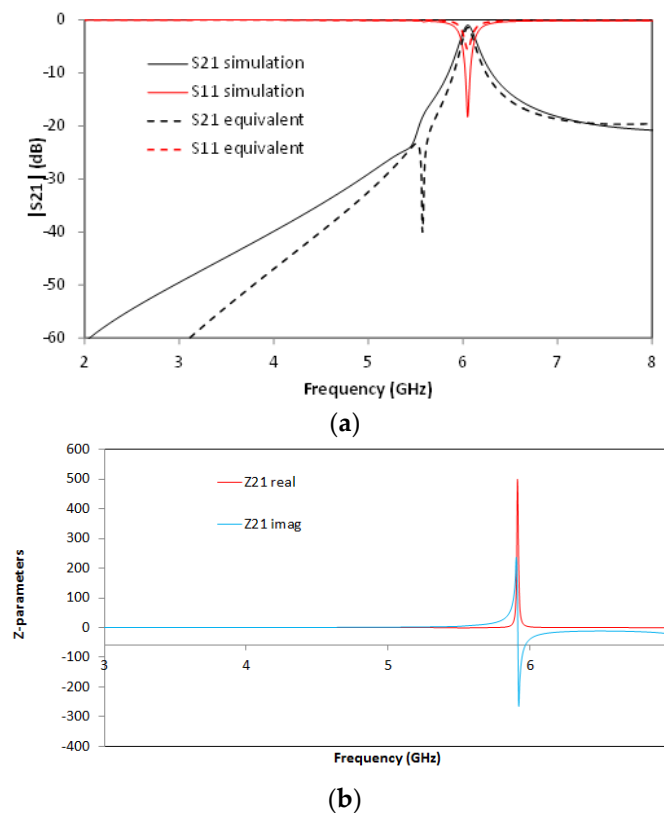 0
-10
-20
-30
-40
-50
-60
|S21| (dB)
S21 simulation
S11 simulation
S21 equivalent
S11 equivalent
2 3 4 5 6 7 8
Frequency (GHz)
(a)
600
500
400
300
200
100
0
-100
-200
-300
-400
Z-parameters
Z21 real
Z21 imag
3 4 5 6
Frequency (GHz)
(b)